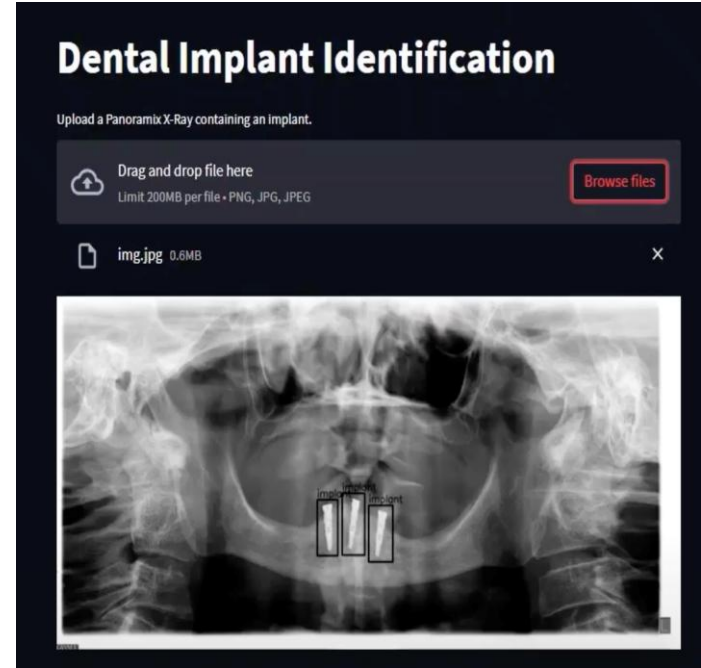 Dental Implant Identification
Upload a Panoramix X-Ray containing an implant.
Drag and drop file here
Limit 200MB per file • PNG, JPG, JPEG
Browse files
img.jpg 0.6MB
implant
implant
implant
L